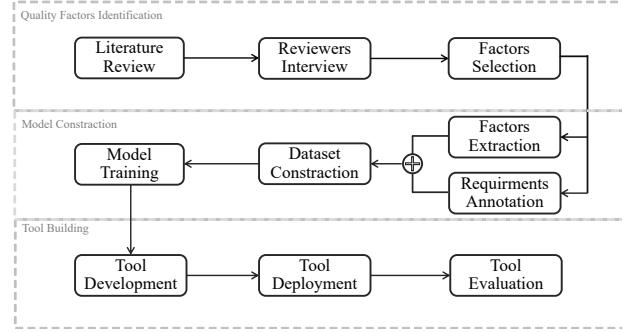 Quality Factors Identification
Literature
Review
Reviewers
Interview
Factors
Selection
Model Constraction
Factors
Extraction
Requirments
Annotation
Dataset
Constraction
Model
Training
Tool Building
Tool
Development
Tool
Deployment
Tool
Evaluation